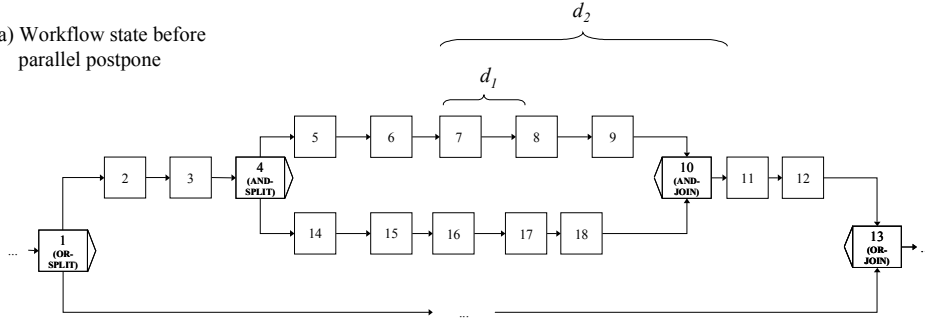 a) Workflow state before
parallel postpone
d2
d1
5
6
7
8
9
2
3
4
(AND-
SPLIT)
10
(AND-
JOIN)
11
12
14
15
16
17
18
...
1
(OR-
SPLIT)
13
(OR-
JOIN)
...